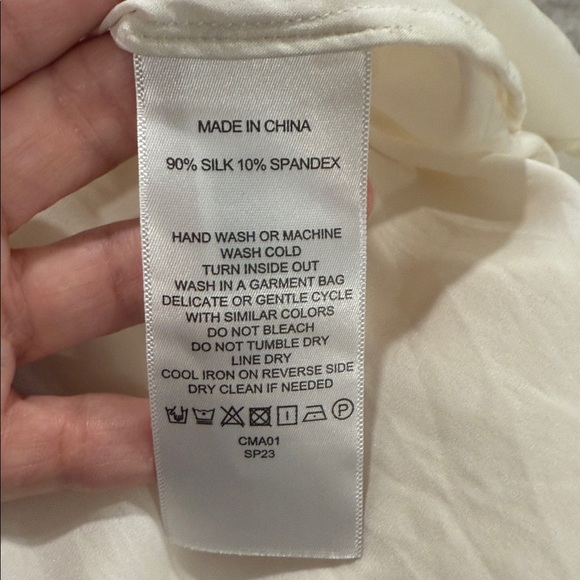 MADE IN CHINA
90% SILK 10% SPANDEX
HAND WASH OR MACHINE
WASH COLD
TURN INSIDE OUT
WASH IN A GARMENT BAG
DELICATE OR GENTLE CYCLE
WITH SIMILAR COLORS
DO NOT BLEACH
DO NOT TUMBLE DRY
LINE DRY
COOL IRON ON REVERSE SIDE
DRY CLEAN IF NEEDED
P
CMA01
SP23